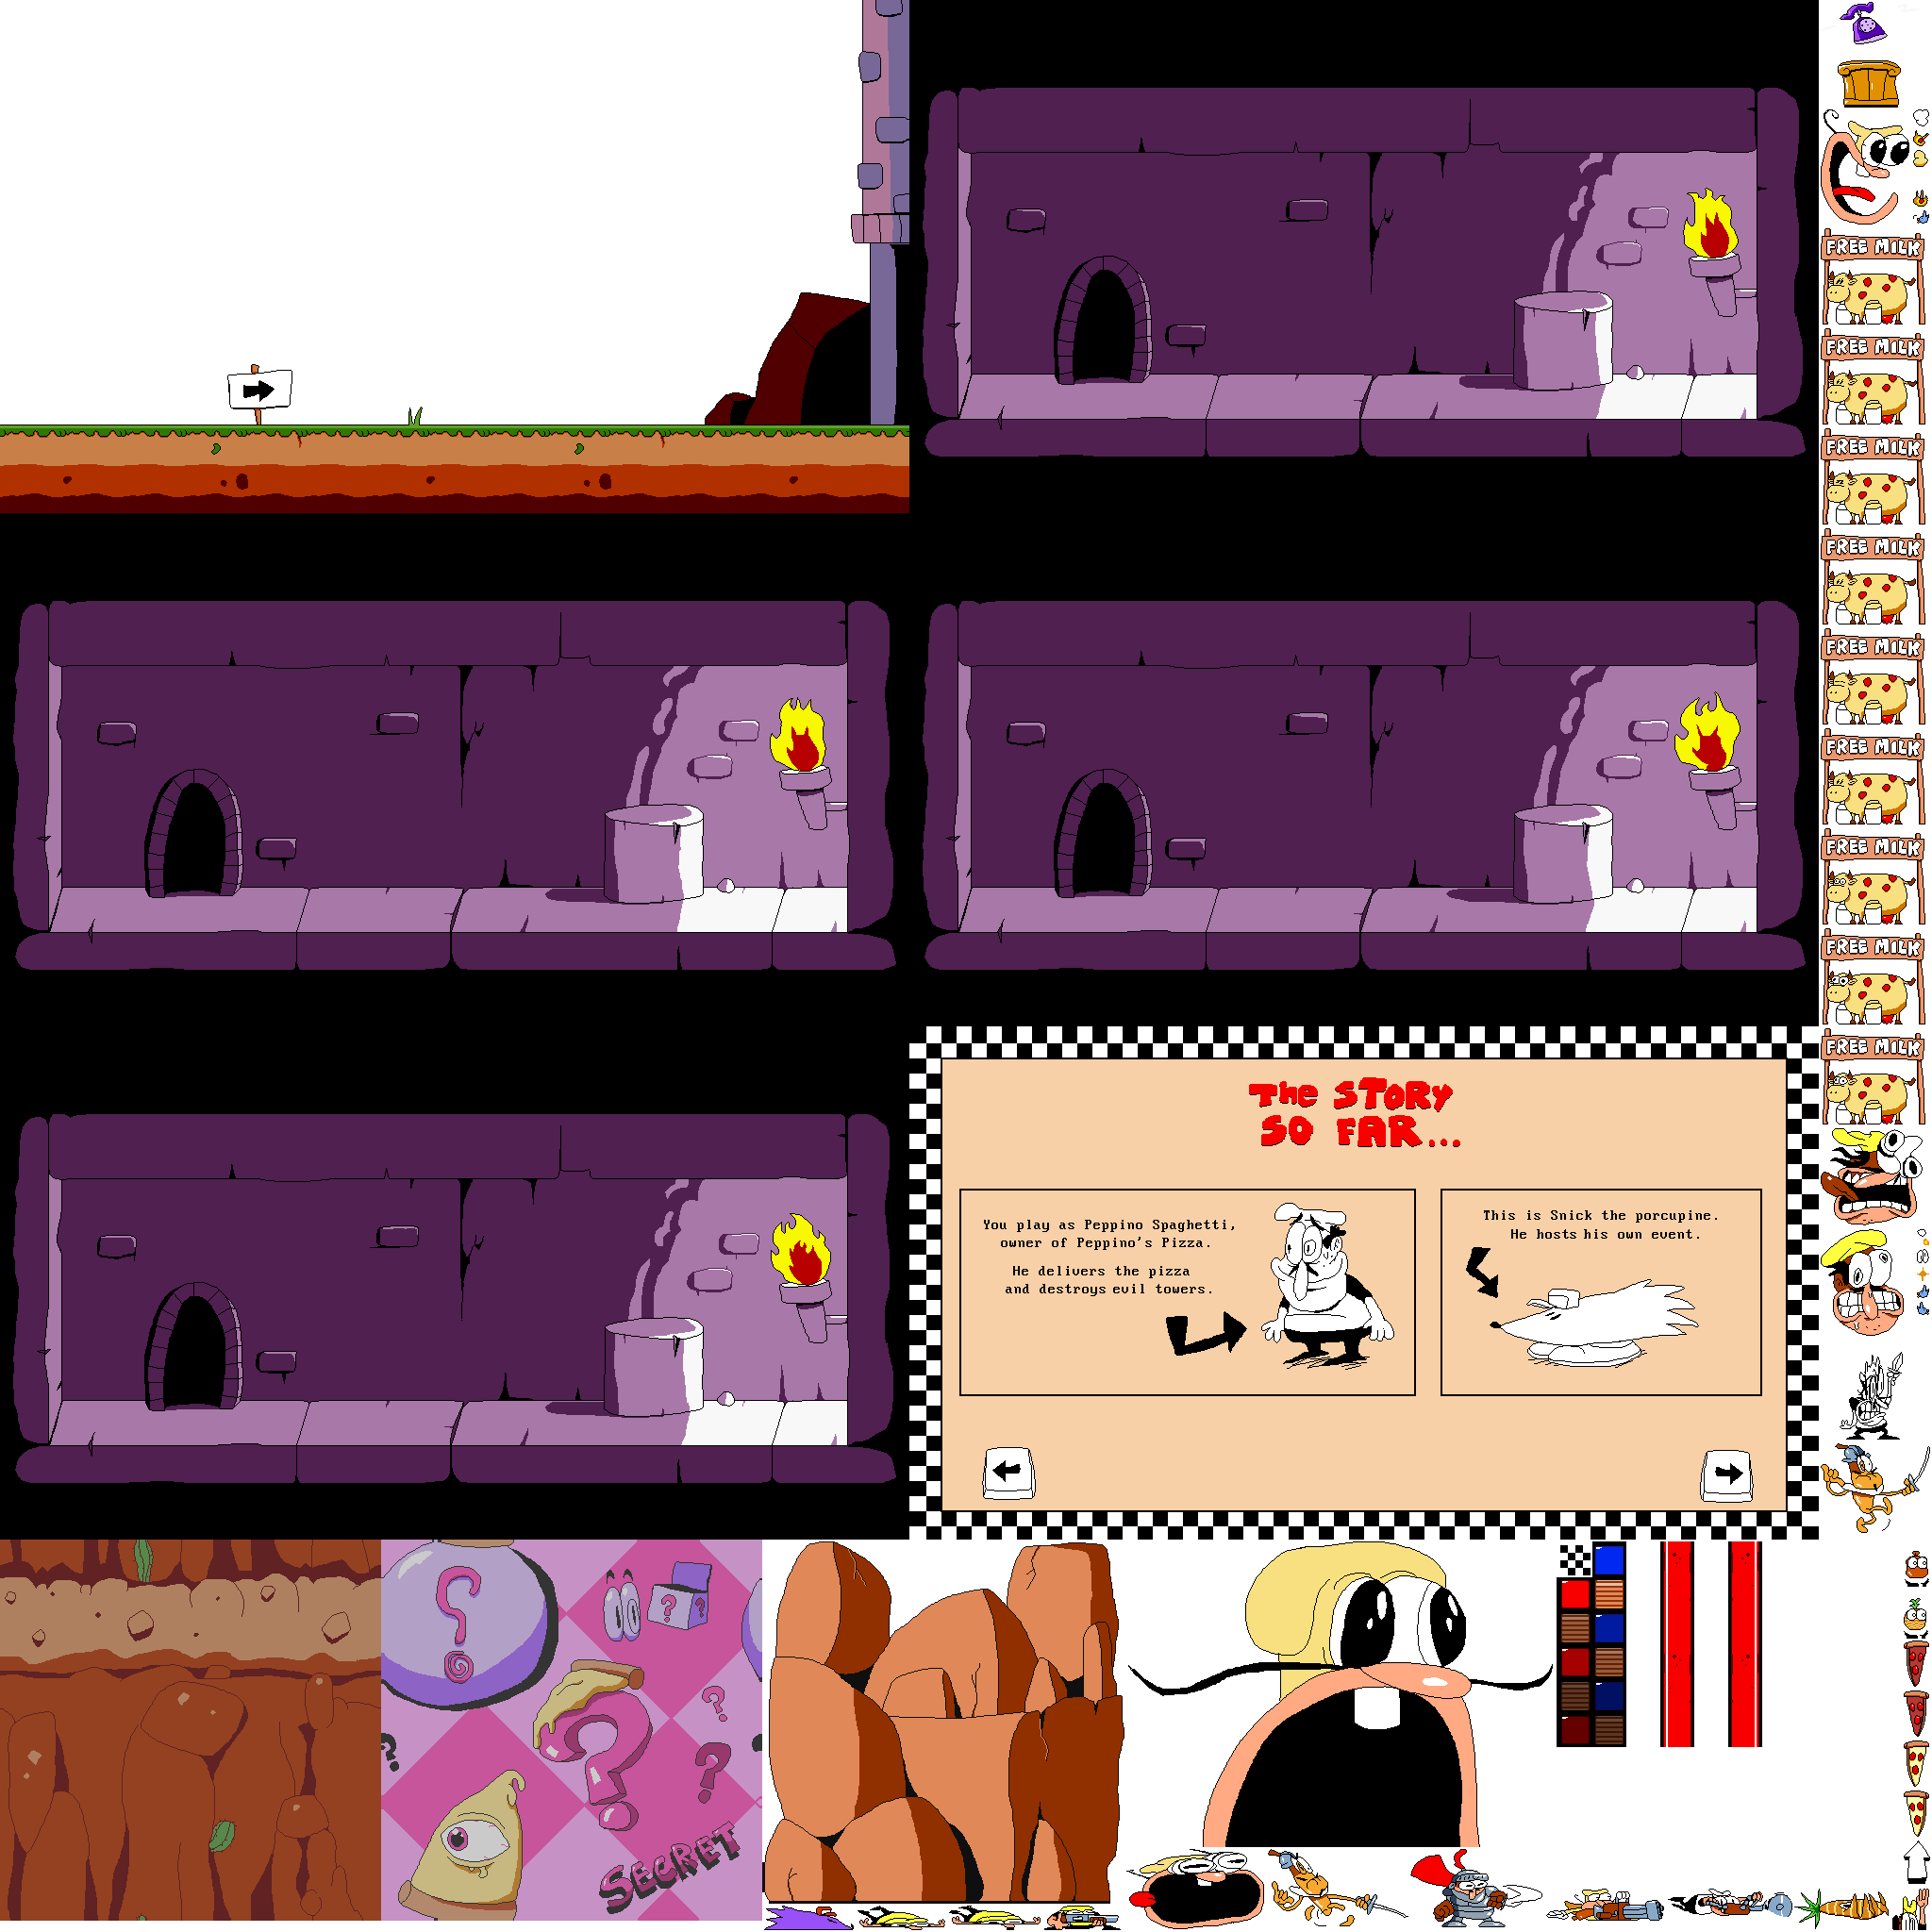 FREE MILK
FREE MILK
FREE MILK
FREE MILK
FREE MILK
FREE MILK
FREE MILK
FREE MILK
FREE MILK
The STORY
SO FAR...
You play as Peppino Spaghetti,
owner of Peppino's Pizza.
He delivers the pizza
and destroys evil towers.
This is Snick the porcupine.
He hosts his own event.
SECRET